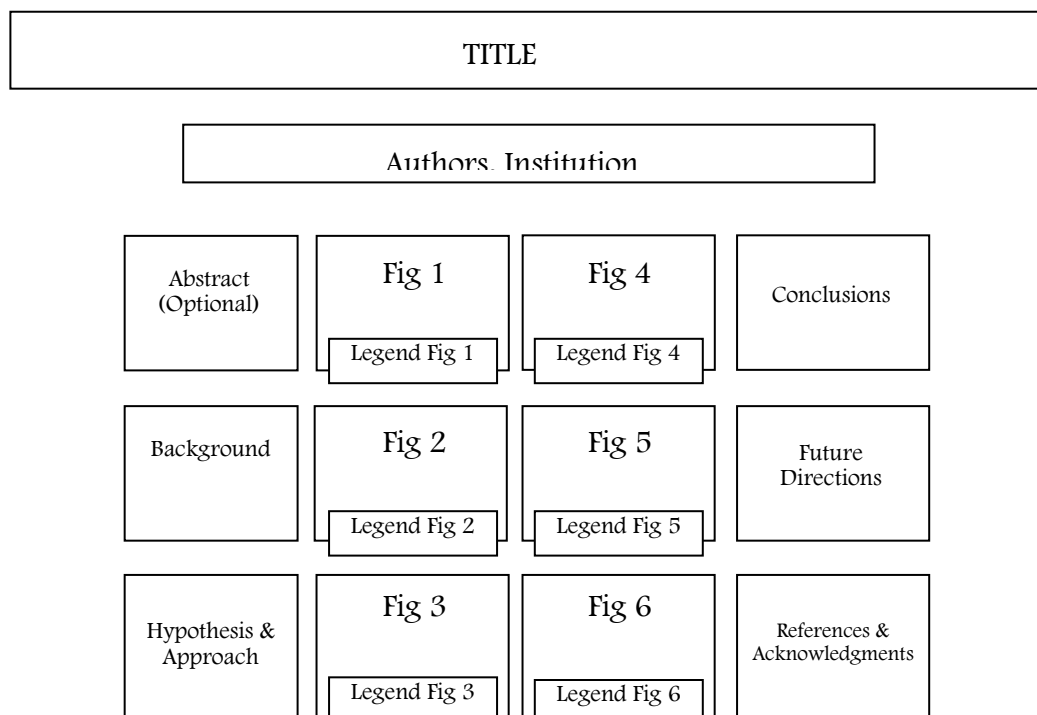 TITLE
Authors, Institution
Abstract
(Optional)
Fig 1
Legend Fig 1
Fig 4
Legend Fig 4
Conclusions
Background
Fig 2
Legend Fig 2
Fig 5
Legend Fig 5
Future
Directions
Hypothesis &
Approach
Fig 3
Legend Fig 3
Fig 6
Legend Fig 6
References &
Acknowledgments